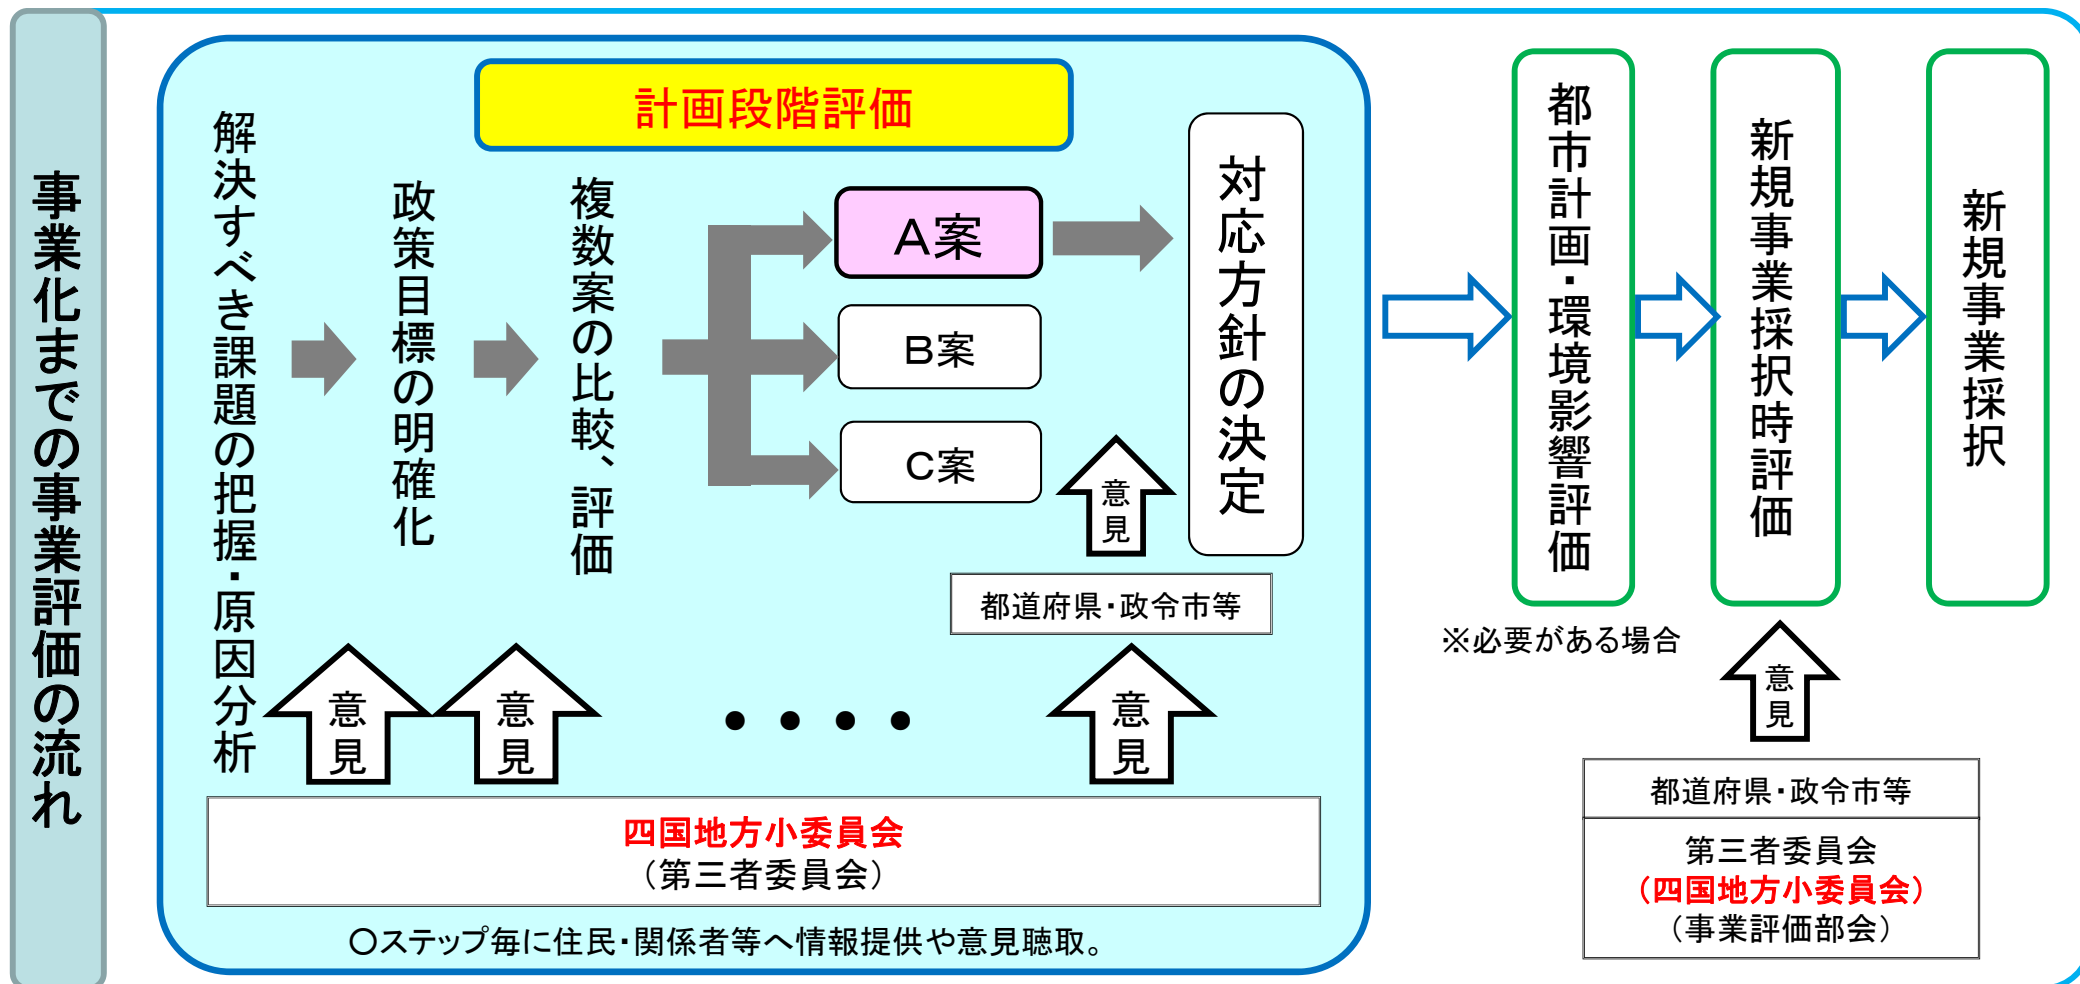 事業化までの事業評価の流れ
計画段階評価
解決すべき課題の把握・原因分析
政策目標の明確化
複数案の比較、評価
A案
B案
C案
対応方針の決定
意見
都道府県・政令市等
意見
意見
・・・・
意見
四国地方小委員会
（第三者委員会）
○ステップ毎に住民・関係者等へ情報提供や意見聴取。
都市計画・環境影響評価
※必要がある場合
新規事業採択時評価
新規事業採択
意見
都道府県・政令市等
第三者委員会
（四国地方小委員会）
（事業評価部会）